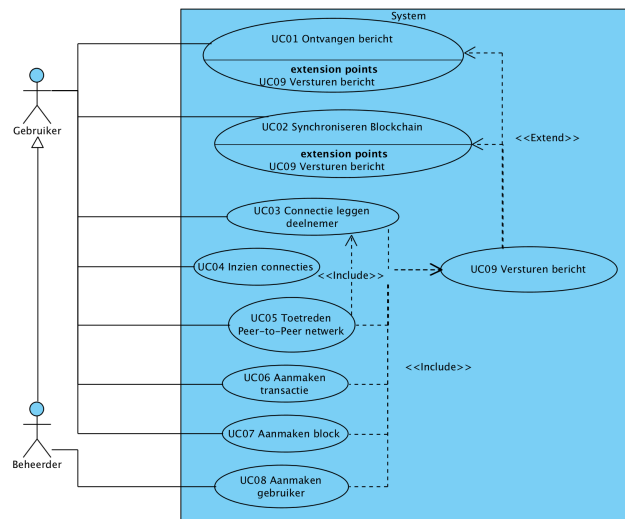 System
UC01 Ontvangen bericht
extension points
UC09 Versturen bericht
Gebruiker
UC02 Synchroniseren Blockchain
extension points
UC09 Versturen bericht
<<Extend>>
UC03 Connectie leggen
deelnemer
UC04 Inzien connecties
<<Include>>
UC09 Versturen bericht
UC05 Toetreden
Peer-to-Peer netwerk
<<Include>>
UC06 Aanmaken
transactie
UC07 Aanmaken block
Beheerder
UC08 Aanmaken
gebruiker